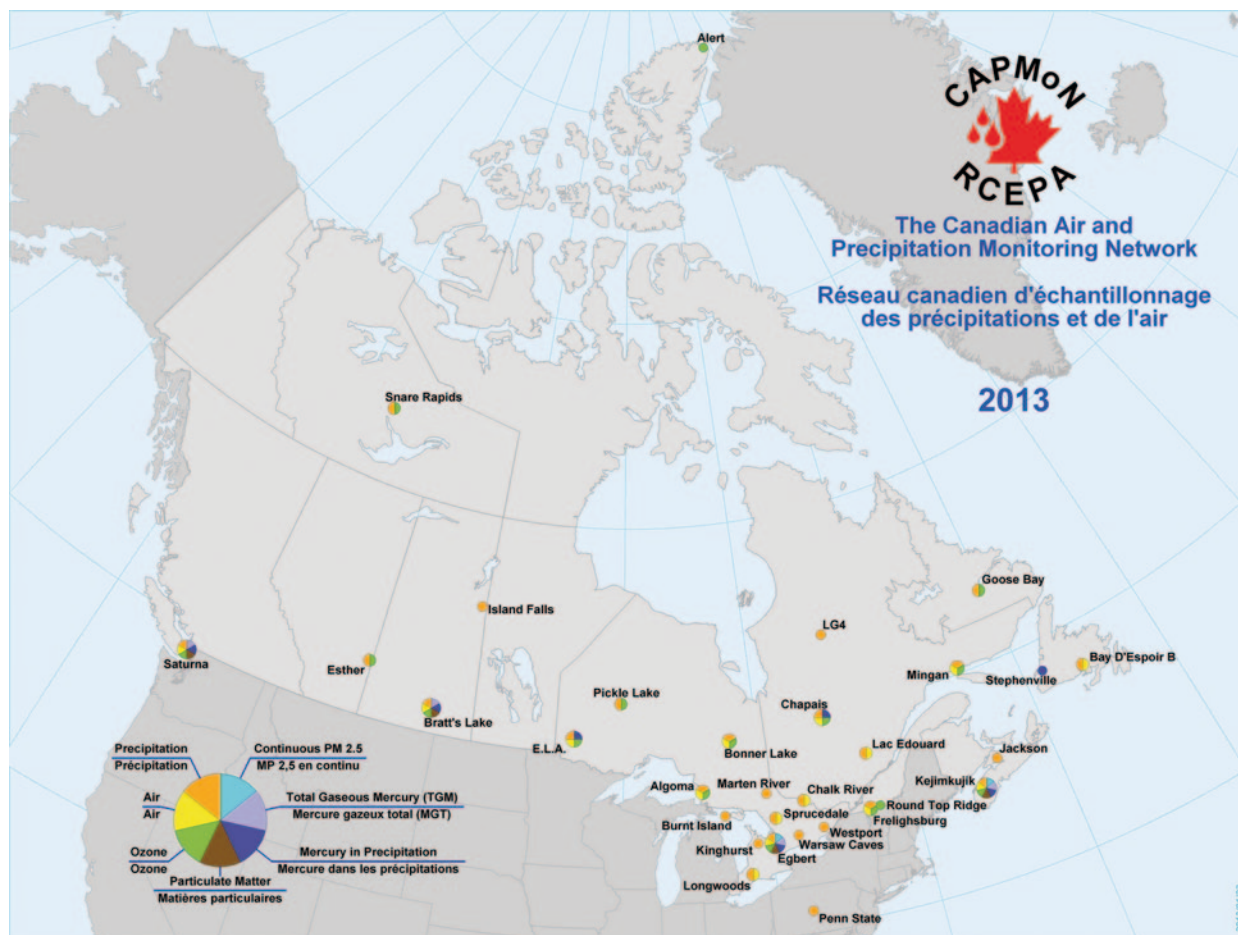 Alert
CAPMoN
RCEPA
The Canadian Air and
Precipitation Monitoring Network
Réseau canadien d'échantillonnage
des précipitations et de l'air
2013
Snare Rapids
Goose Bay
Island Falls
LG4
Saturna
Esther
Mingan
Bay D'Espoir B
Stephenville
Pickle Lake
Chapais
Bratt's Lake
E.L.A.
Bonner Lake
Lac Edouard
Jackson
Algoma
Marten River
Chalk River
Kejimkujik
Round Top Ridge
Sprucedale
Frelighsburg
Burnt Island
Westport
Warsaw Caves
Kinghurst
Egbert
Longwoods
Penn State
Precipitation
Précipitation
Continuous PM 2.5
MP 2,5 en continu
Air
Air
Total Gaseous Mercury (TGM)
Mercure gazeux total (MGT)
Ozone
Ozone
Mercury in Precipitation
Mercure dans les précipitations
Particulate Matter
Matières particulaires